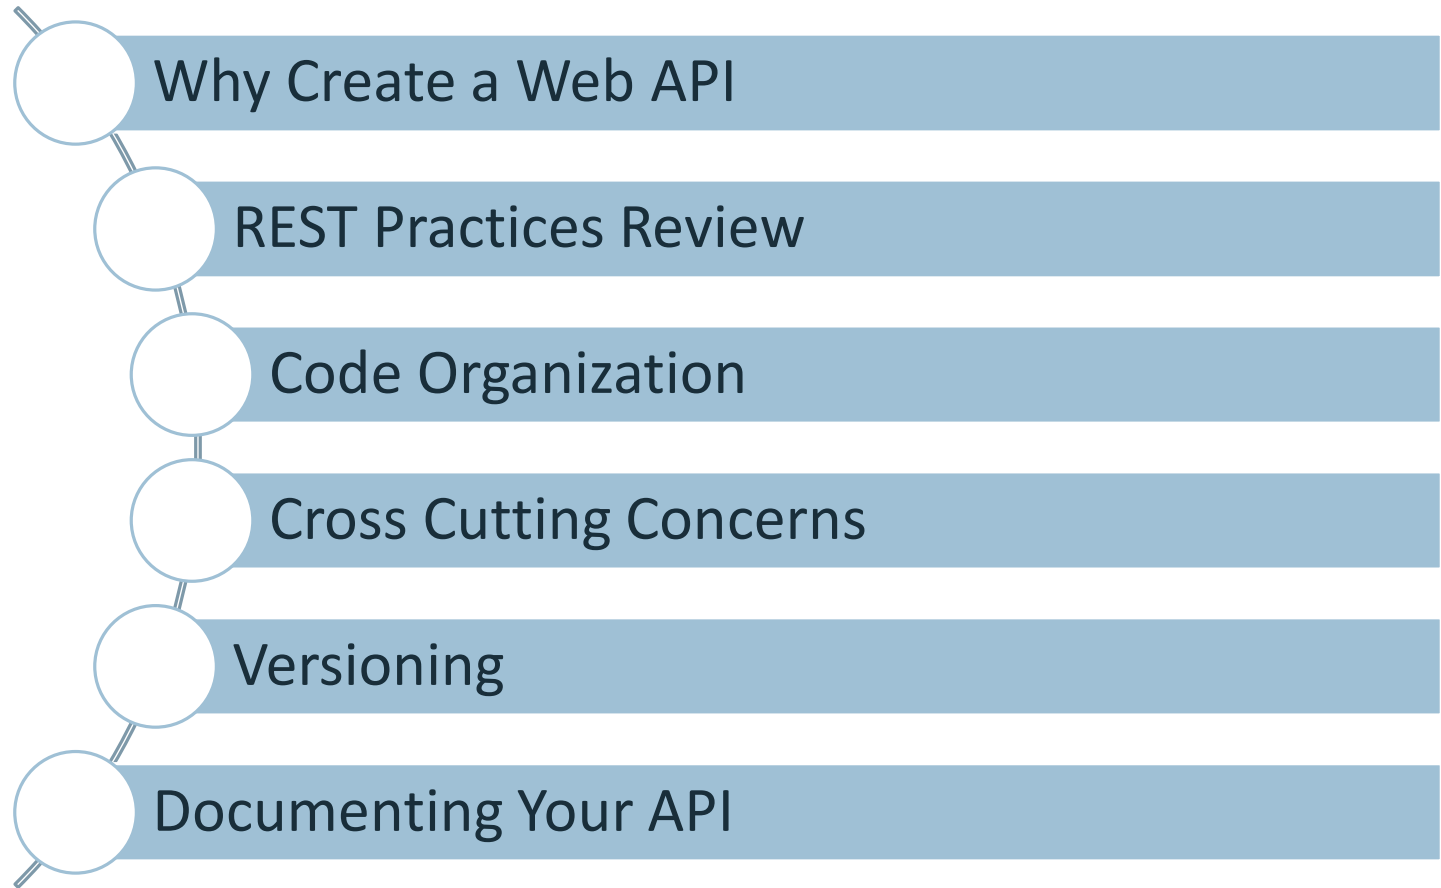 Why Create a Web API
REST Practices Review
Code Organization
Cross Cutting Concerns
Versioning
Documenting Your API